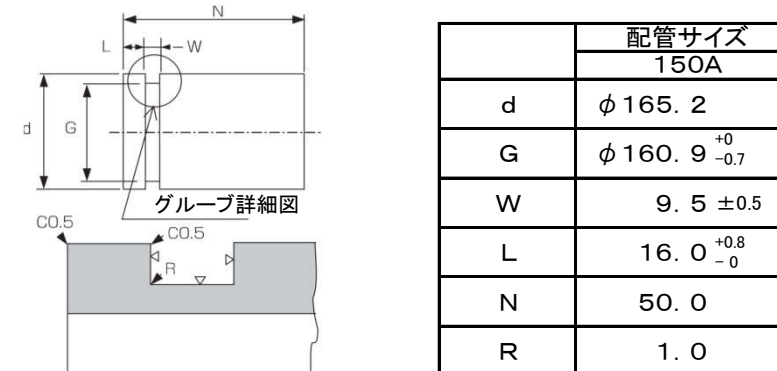 N
L
W
d
G
グルーブ詳細図
C0.5
C0.5
R
配管サイズ
150A
d φ165.2
G φ160.9 +0 -0.7
W 9.5 ±0.5
L 16.0 +0.8 -0
N 50.0
R 1.0